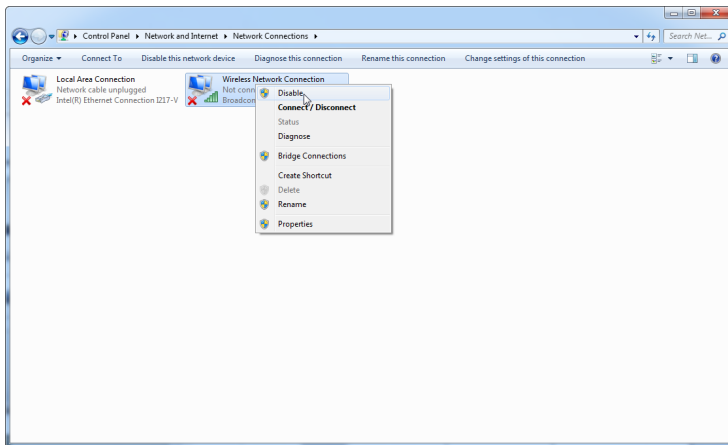 Control Panel ▸ Network and Internet ▸ Network Connections ▸
Search Net...
Organize Connect To Disable this network device Diagnose this connection Rename this connection Change settings of this connection
Local Area Connection
Network cable unplugged
Intel(R) Ethernet Connection I217-V
Wireless Network Connection
Not conn
Broadcom
Disable
Connect / Disconnect
Status
Diagnose
Bridge Connections
Create Shortcut
Delete
Rename
Properties